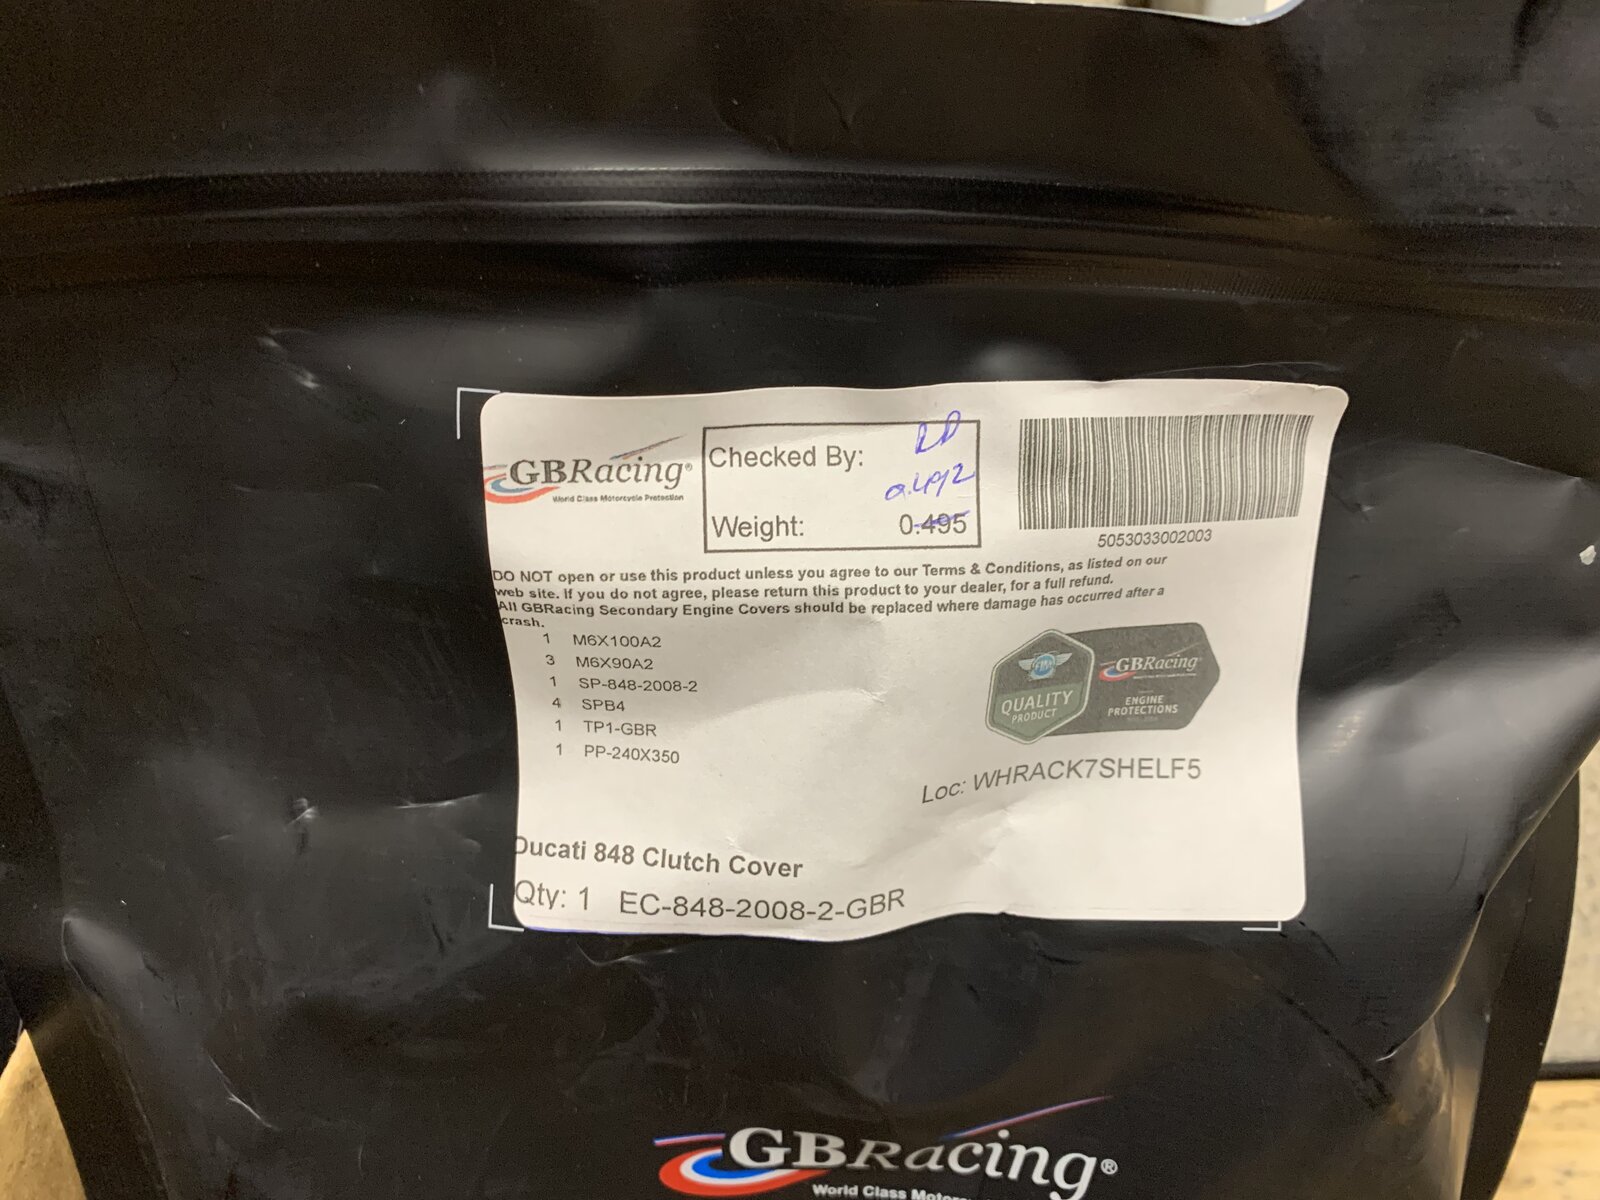 GBRacing®
World Class Motorcycle Protection
Checked By:
0.492
Weight: 0.495
5053033002003
DO NOT open or use this product unless you agree to our Terms & Conditions, as listed on our
web site. If you do not agree, please return this product to your dealer, for a full refund.
All GBRacing Secondary Engine Covers should be replaced where damage has occurred after a
crash.
1 M6X100A2
3 M6X90A2
1 SP-848-2008-2
4 SPB4
1 TP1-GBR
1 PP-240X350
FIM
QUALITY
PRODUCT
GBRacing
ENGINE
PROTECTIONS
Loc: WHRACK7SHELF5
Ducati 848 Clutch Cover
Qty: 1 EC-848-2008-2-GBR
GBRacing®
World Class